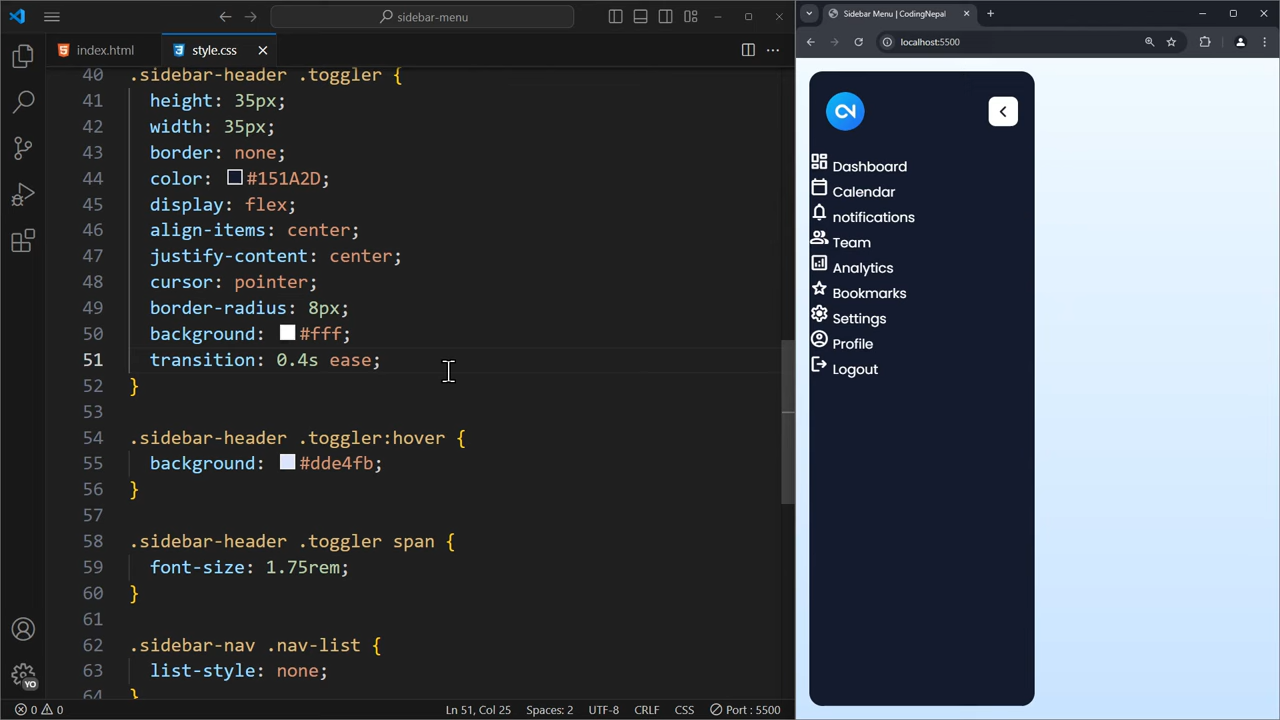 sidebar-menu
index.html
style.css
40 .sidebar-header .toggler {
41 height: 35px;
42 width: 35px;
43 border: none;
44 color: #151A2D;
45 display: flex;
46 align-items: center;
47 justify-content: center;
48 cursor: pointer;
49 border-radius: 8px;
50 background: #fff;
51 transition: 0.4s ease;
52 }
53
54 .sidebar-header .toggler:hover {
55 background: #dde4fb;
56 }
57
58 .sidebar-header .toggler span {
59 font-size: 1.75rem;
60 }
61
62 .sidebar-nav .nav-list {
63 list-style: none;
64 }
YO
0 0
Ln 51, Col 25
Spaces: 2
UTF-8
CRLF
CSS
Port : 5500
Sidebar Menu | CodingNepal
localhost:5500
Dashboard
Calendar
notifications
Team
Analytics
Bookmarks
Settings
Profile
Logout